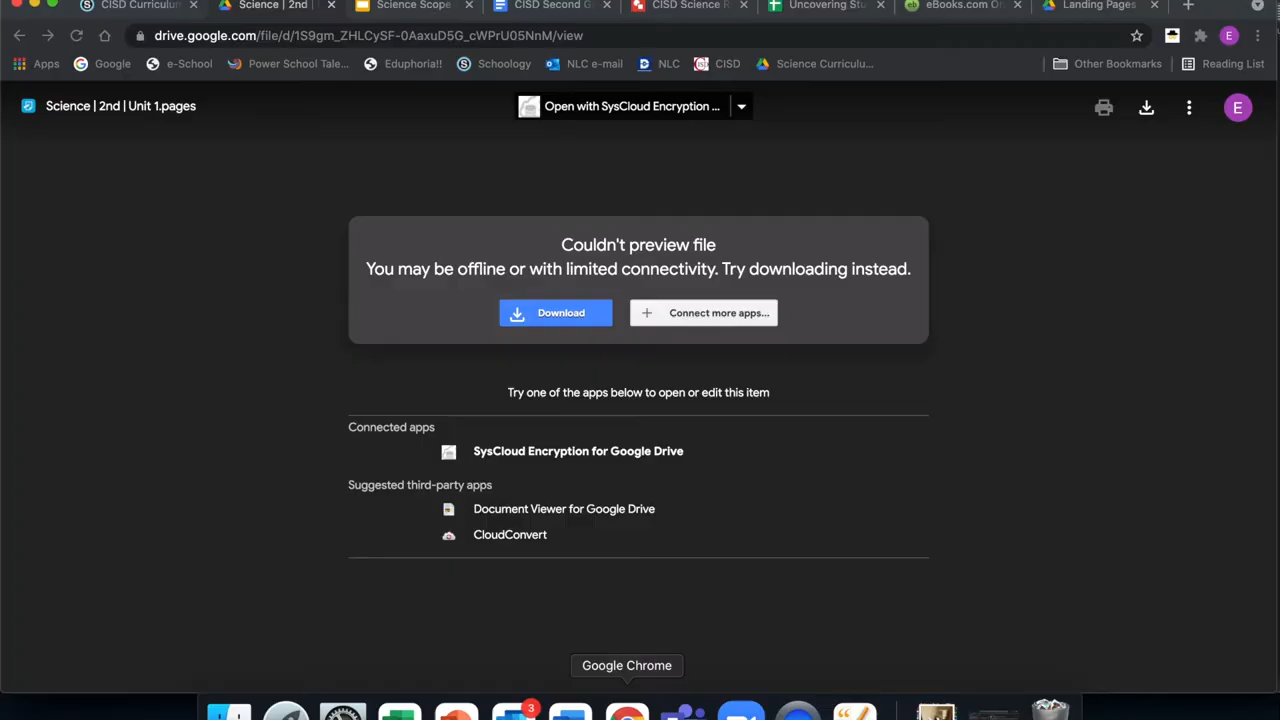 CISD Curriculum
Science | 2nd |
Science Scope
CISD Second G
CISD Science R
Uncovering Stu
eBooks.com On
Landing Pages
drive.google.com/file/d/1S9gm_ZHLCySF-0AaxuD5G_cWPrU05NnM/view
E
Apps
Google
e-School
Power School Tale...
Eduphoria!!
Schoology
NLC e-mail
NLC
CISD
Science Curriculu...
Other Bookmarks
Reading List
Science | 2nd | Unit 1.pages
Open with SysCloud Encryption ...
E
Couldn't preview file
You may be offline or with limited connectivity. Try downloading instead.
Download
Connect more apps...
Try one of the apps below to open or edit this item
Connected apps
SysCloud Encryption for Google Drive
Suggested third-party apps
Document Viewer for Google Drive
CloudConvert
Google Chrome
3